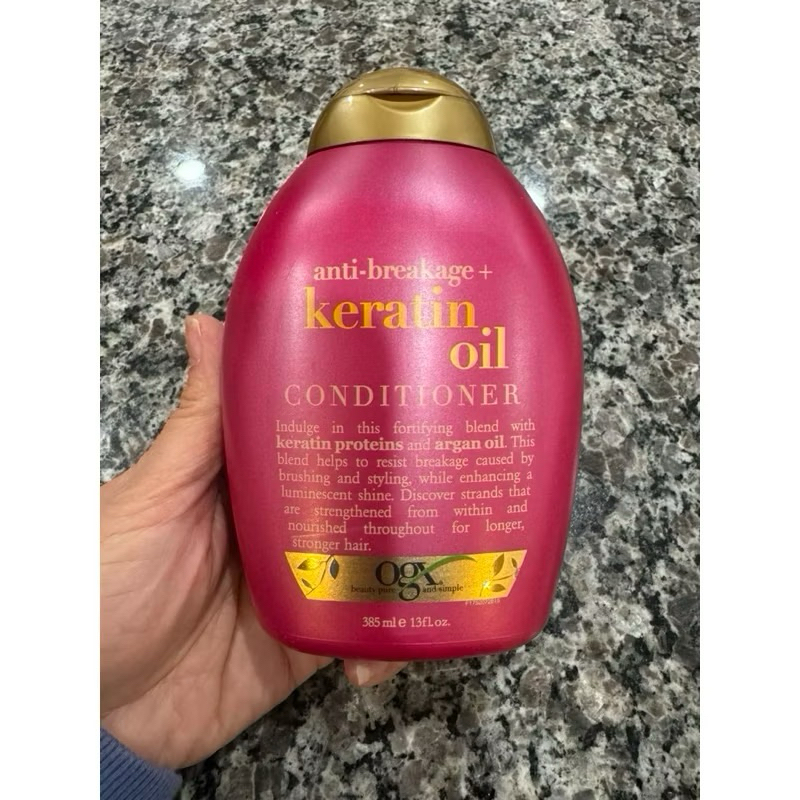 anti-breakage +
keratin
oil
CONDITIONER
Indulge in this fortifying blend with
keratin proteins and argan oil. This
blend helps to resist breakage caused by
brushing and styling, while enhancing a
luminescent shine. Discover strands that
are strengthened from within and
nourished throughout for longer,
stronger hair.
ogx
beauty pure and simple
385 ml e 13fl.oz.